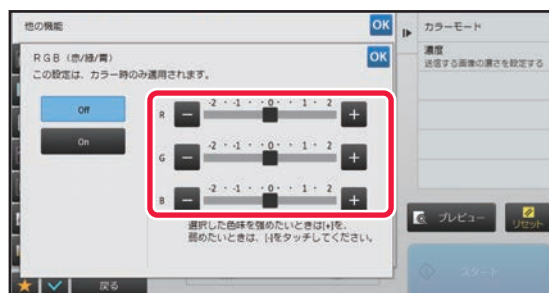 他の機能
OK
カラーモード
RGB (赤/緑/青)
OK
この設定は、カラー時のみ適用されます。
濃度
送信する画像の濃さを設定する
Off
On
R
-2 ・ -1 ・ ・ 0 ・ ・ 1 ・ 2
− +
G
-2 ・ -1 ・ ・ 0 ・ ・ 1 ・ 2
− +
B
-2 ・ -1 ・ ・ 0 ・ ・ 1 ・ 2
− +
選択した色味を強めたいときは[+]を、
弱めたいときは、[-]をタッチしてください。
プレビュー
リセット
戻る
スタート